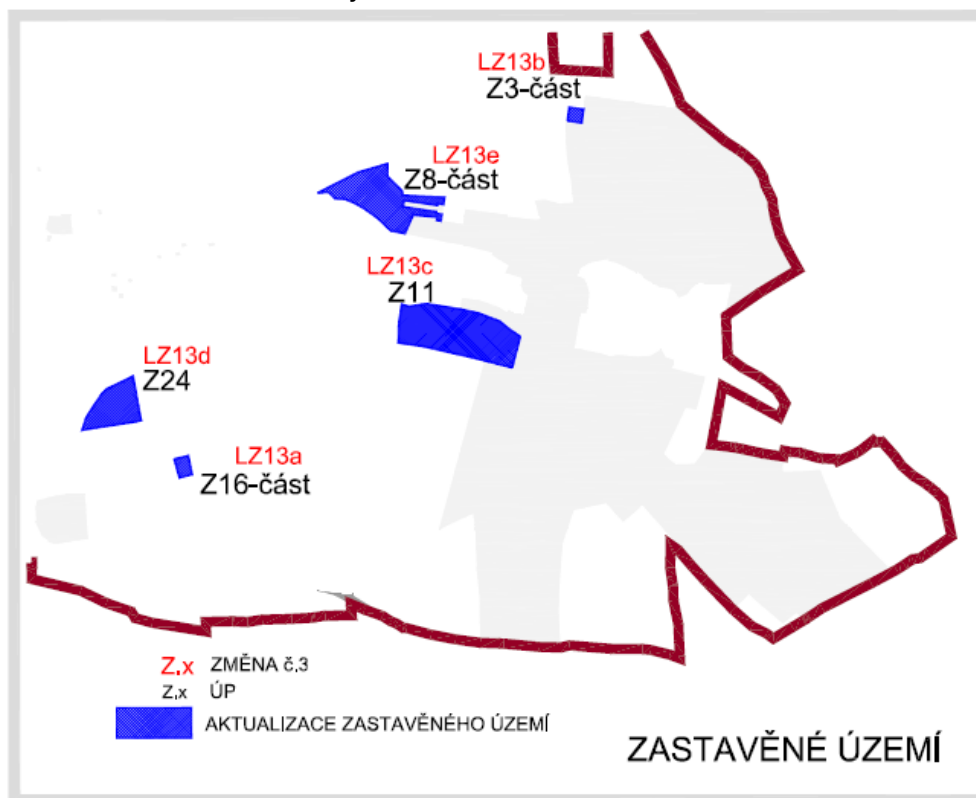 LZ13b
Z3-část
LZ13e
Z8-část
LZ13c
Z11
LZ13d
Z24
LZ13a
Z16-část
Z.x ZMĚNA č.3
Z.x ÚP
AKTUALIZACE ZASTAVĚNÉHO ÚZEMÍ
ZASTAVĚNÉ ÚZEMÍ